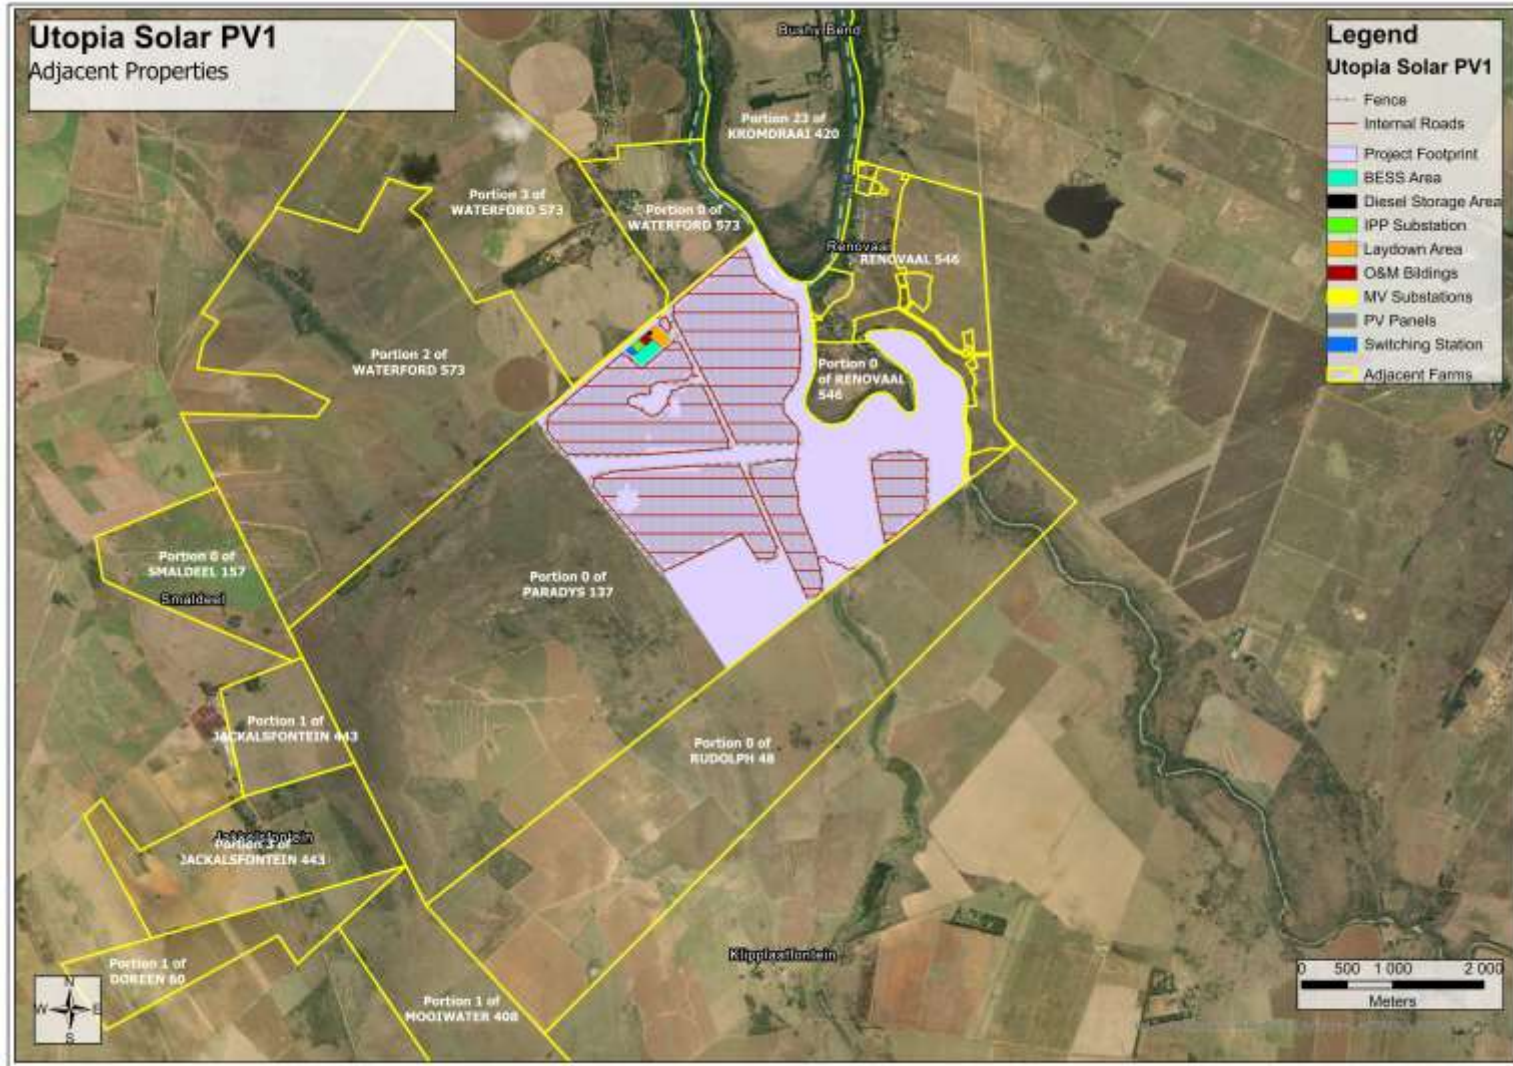 Utopia Solar PV1
Adjacent Properties
Legend
Utopia Solar PV1
Fence
Internal Roads
Project Footprint
BESS Area
Diesel Storage Area
IPP Substation
Laydown Area
O&M Bildings
MV Substations
PV Panels
Switching Station
Adjacent Farms
Bushy Bend
Portion 23 of
KROMDRAAI 420
Portion 3 of
WATERFORD 573
Portion 0 of
WATERFORD 573
Renovaal
RENOVAAL 546
Portion 2 of
WATERFORD 573
Portion 0
of RENOVAAL
546
Portion 0 of
SMALDEEL 157
Smaldeel
Portion 0 of
PARADYS 137
Portion 1 of
JACKALSFONTEIN 443
Portion 0 of
RUDOLPH 48
Jakkelsfontein
Portion 3 of
JACKALSFONTEIN 443
Klipplaatfontein
Portion 1 of
DOREEN 60
Portion 1 of
MOOIWATER 408
N
W E
S
0 500 1 000 2 000
Meters